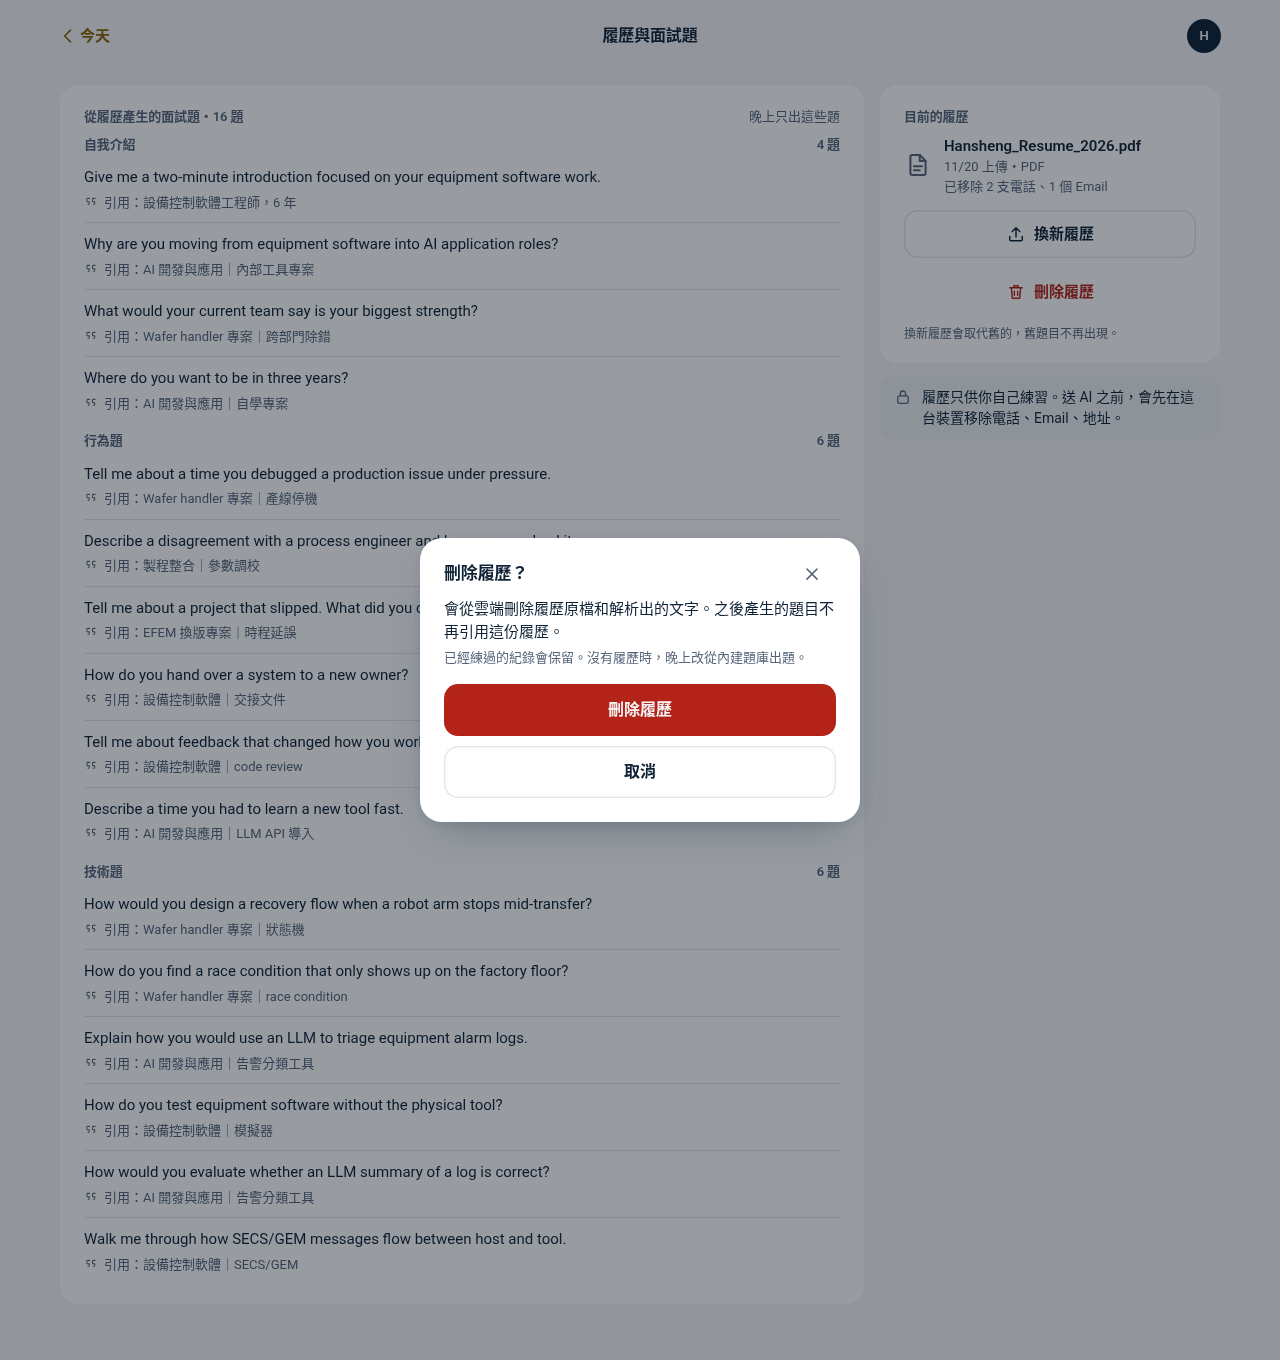 今天
履歷與面試題
H
從履歷產生的面試題・16 題
晚上只出這些題
自我介紹
4 題
Give me a two-minute introduction focused on your equipment software work.
引用：設備控制軟體工程師，6 年
Why are you moving from equipment software into AI application roles?
引用：AI 開發與應用｜內部工具專案
What would your current team say is your biggest strength?
引用：Wafer handler 專案｜跨部門除錯
Where do you want to be in three years?
引用：AI 開發與應用｜自學專案
行為題
6 題
Tell me about a time you debugged a production issue under pressure.
引用：Wafer handler 專案｜產線停機
Describe a disagreement with a process engineer and
引用：製程整合｜參數調校
Tell me about a project that slipped. What did you
引用：EFEM 換版專案｜時程延誤
How do you hand over a system to a new owner?
引用：設備控制軟體｜交接文件
Tell me about feedback that changed how you
引用：設備控制軟體｜code review
Describe a time you had to learn a new tool fast.
引用：AI 開發與應用｜LLM API 導入
技術題
6 題
How would you design a recovery flow when a robot arm stops mid-transfer?
引用：Wafer handler 專案｜狀態機
How do you find a race condition that only shows up on the factory floor?
引用：Wafer handler 專案｜race condition
Explain how you would use an LLM to triage equipment alarm logs.
引用：AI 開發與應用｜告警分類工具
How do you test equipment software without the physical tool?
引用：設備控制軟體｜模擬器
How would you evaluate whether an LLM summary of a log is correct?
引用：AI 開發與應用｜告警分類工具
Walk me through how SECS/GEM messages flow between host and tool.
引用：設備控制軟體｜SECS/GEM
目前的履歷
Hansheng_Resume_2026.pdf
11/20 上傳・PDF
已移除 2 支電話、1 個 Email
換新履歷
刪除履歷
換新履歷會取代舊的，舊題目不再出現。
履歷只供你自己練習。送 AI 之前，會先在這
台裝置移除電話、Email、地址。
刪除履歷？
會從雲端刪除履歷原檔和解析出的文字。之後產生的題目不
再引用這份履歷。
已經練過的紀錄會保留。沒有履歷時，晚上改從內建題庫出題。
刪除履歷
取消